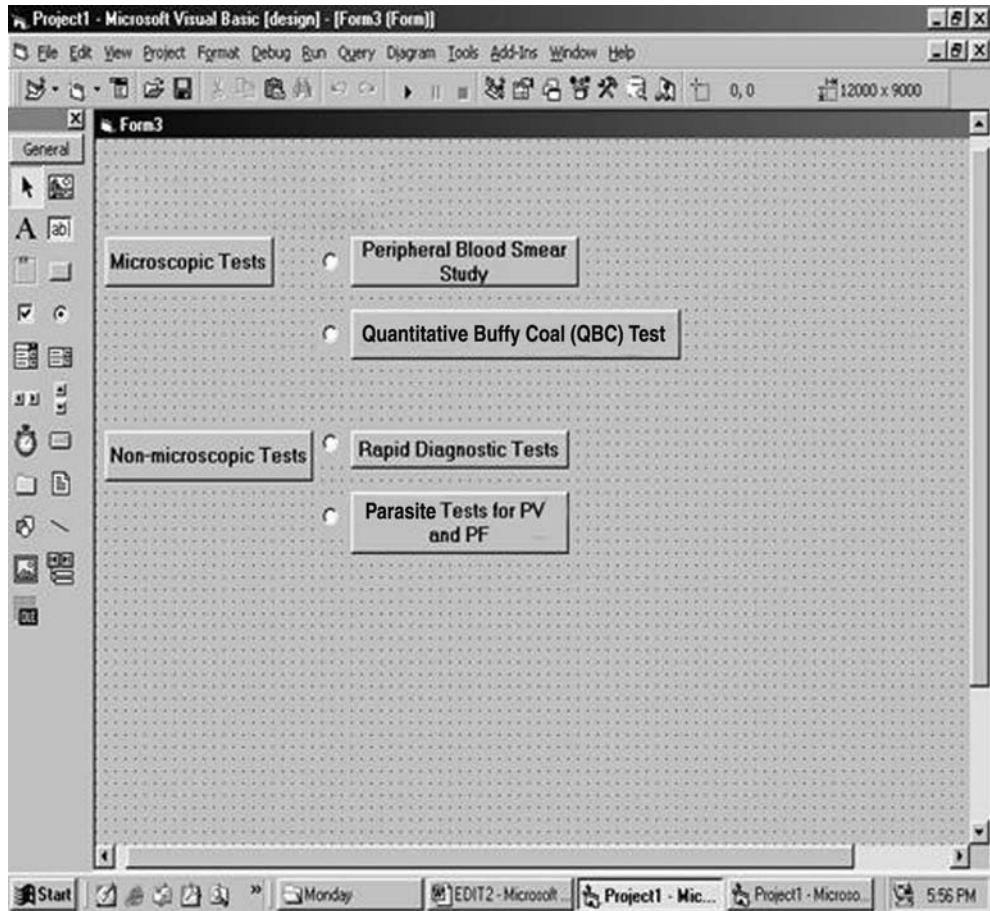 Project1 - Microsoft Visual Basic [design] - [Form3 (Form)]
File Edit View Project Format Debug Run Query Diagram Tools Add-Ins Window Help
0, 0 12000 x 9000
Form3
General
A ab
Microscopic Tests
Peripheral Blood Smear
Study
Quantitative Buffy Coal (QBC) Test
Non-microscopic Tests
Rapid Diagnostic Tests
Parasite Tests for PV
and PF
OLE
Start » Monday EDIT2 - Microsoft ... Project1 - Mic... Project1 - Microso... 5:56 PM